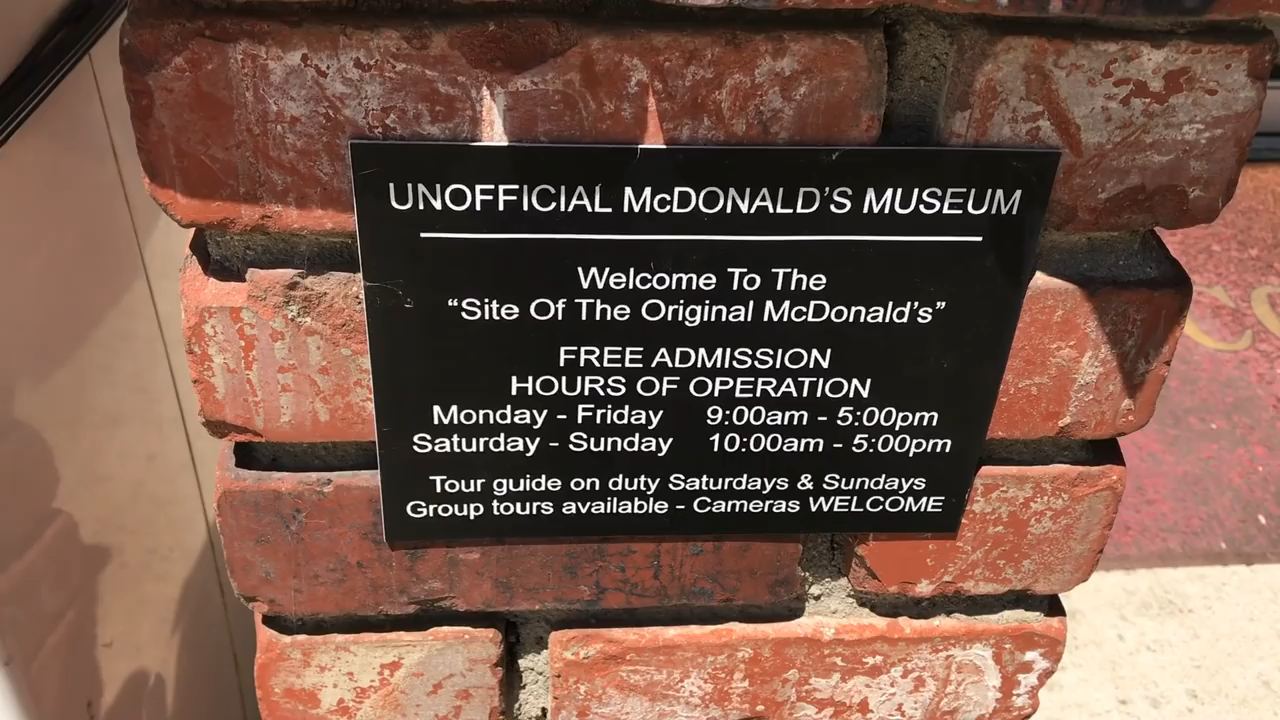 UNOFFICIAL McDONALD'S MUSEUM
Welcome To The
“Site Of The Original McDonald's”
FREE ADMISSION
HOURS OF OPERATION
Monday - Friday 9:00am - 5:00pm
Saturday - Sunday 10:00am - 5:00pm
Tour guide on duty Saturdays & Sundays
Group tours available - Cameras WELCOME